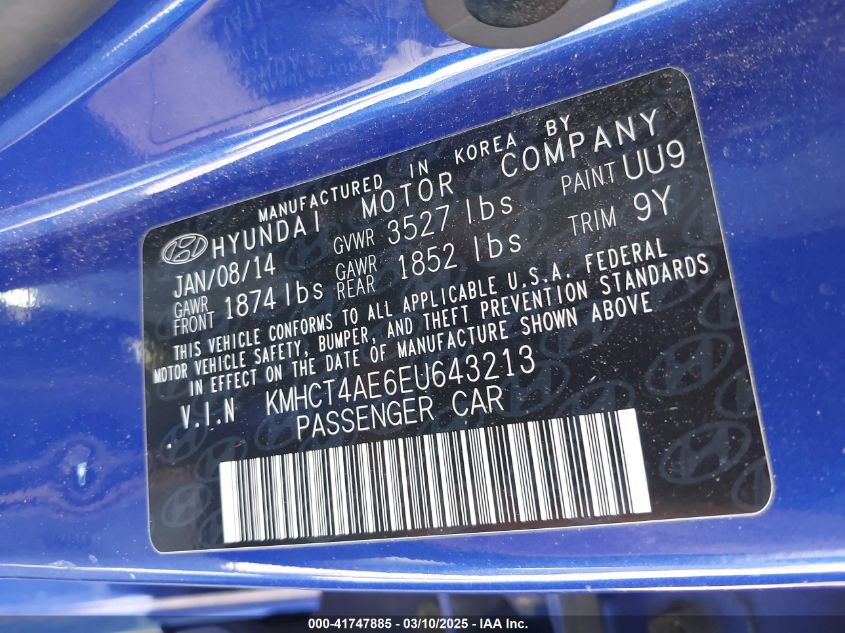 MANUFACTURED IN KOREA BY
HYUNDAI MOTOR COMPANY
JAN/08/14 GVWR 3527 lbs PAINT UU9
GAWR FRONT 1874 lbs GAWR REAR 1852 lbs TRIM 9Y
THIS VEHICLE CONFORMS TO ALL APPLICABLE U.S.A. FEDERAL
MOTOR VEHICLE SAFETY, BUMPER, AND THEFT PREVENTION STANDARDS
IN EFFECT ON THE DATE OF MANUFACTURE SHOWN ABOVE
.V.I.N KMHCT4AE6EU643213
PASSENGER CAR
000-41747885 - 03/10/2025 - IAA Inc.